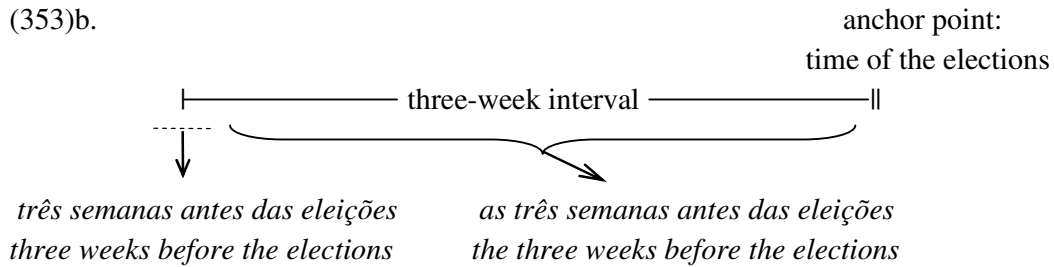 (353)b. anchor point:
time of the elections
three-week interval
três semanas antes das eleições as três semanas antes das eleições
three weeks before the elections the three weeks before the elections